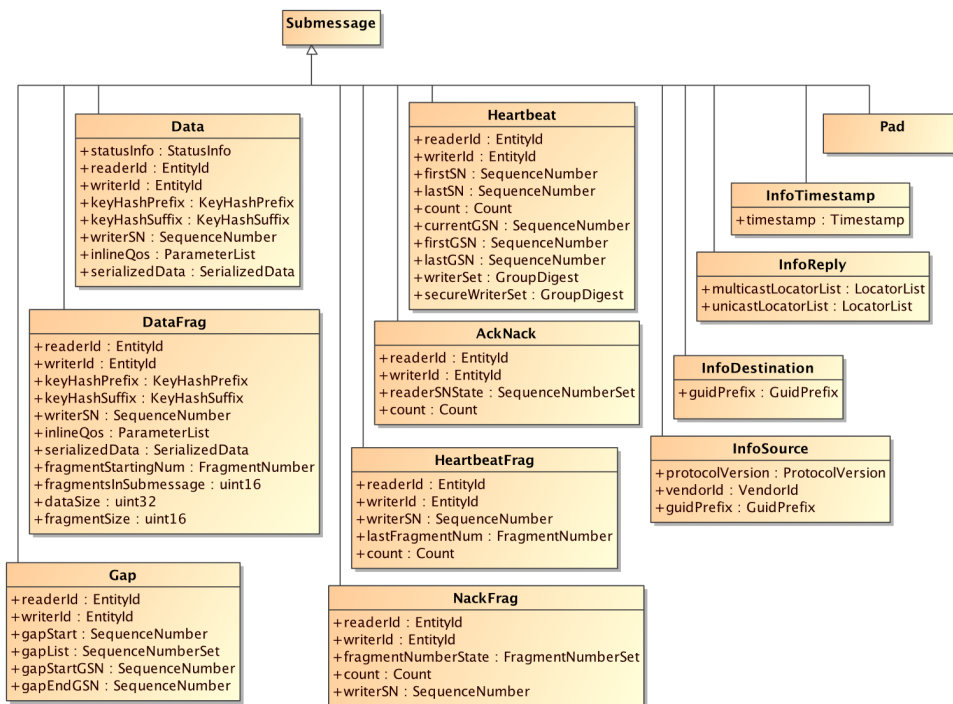 Submessage
Data
+statusInfo : StatusInfo
+readerId : EntityId
+writerId : EntityId
+keyHashPrefix : KeyHashPrefix
+keyHashSuffix : KeyHashSuffix
+writerSN : SequenceNumber
+inlineQos : ParameterList
+serializedData : SerializedData
Heartbeat
+readerId : EntityId
+writerId : EntityId
+firstSN : SequenceNumber
+lastSN : SequenceNumber
+count : Count
+currentGSN : SequenceNumber
+firstGSN : SequenceNumber
+lastGSN : SequenceNumber
+writerSet : GroupDigest
+secureWriterSet : GroupDigest
Pad
InfoTimestamp
+timestamp : Timestamp
InfoReply
+multicastLocatorList : LocatorList
+unicastLocatorList : LocatorList
DataFrag
+readerId : EntityId
+writerId : EntityId
+keyHashPrefix : KeyHashPrefix
+keyHashSuffix : KeyHashSuffix
+writerSN : SequenceNumber
+inlineQos : ParameterList
+serializedData : SerializedData
+fragmentStartingNum : FragmentNumber
+fragmentsInSubmessage : uint16
+dataSize : uint32
+fragmentSize : uint16
AckNack
+readerId : EntityId
+writerId : EntityId
+readerSNState : SequenceNumberSet
+count : Count
InfoDestination
+guidPrefix : GuidPrefix
InfoSource
+protocolVersion : ProtocolVersion
+vendorId : VendorId
+guidPrefix : GuidPrefix
HeartbeatFrag
+readerId : EntityId
+writerId : EntityId
+writerSN : SequenceNumber
+lastFragmentNum : FragmentNumber
+count : Count
Gap
+readerId : EntityId
+writerId : EntityId
+gapStart : SequenceNumber
+gapList : SequenceNumberSet
+gapStartGSN : SequenceNumber
+gapEndGSN : SequenceNumber
NackFrag
+readerId : EntityId
+writerId : EntityId
+fragmentNumberState : FragmentNumberSet
+count : Count
+writerSN : SequenceNumber